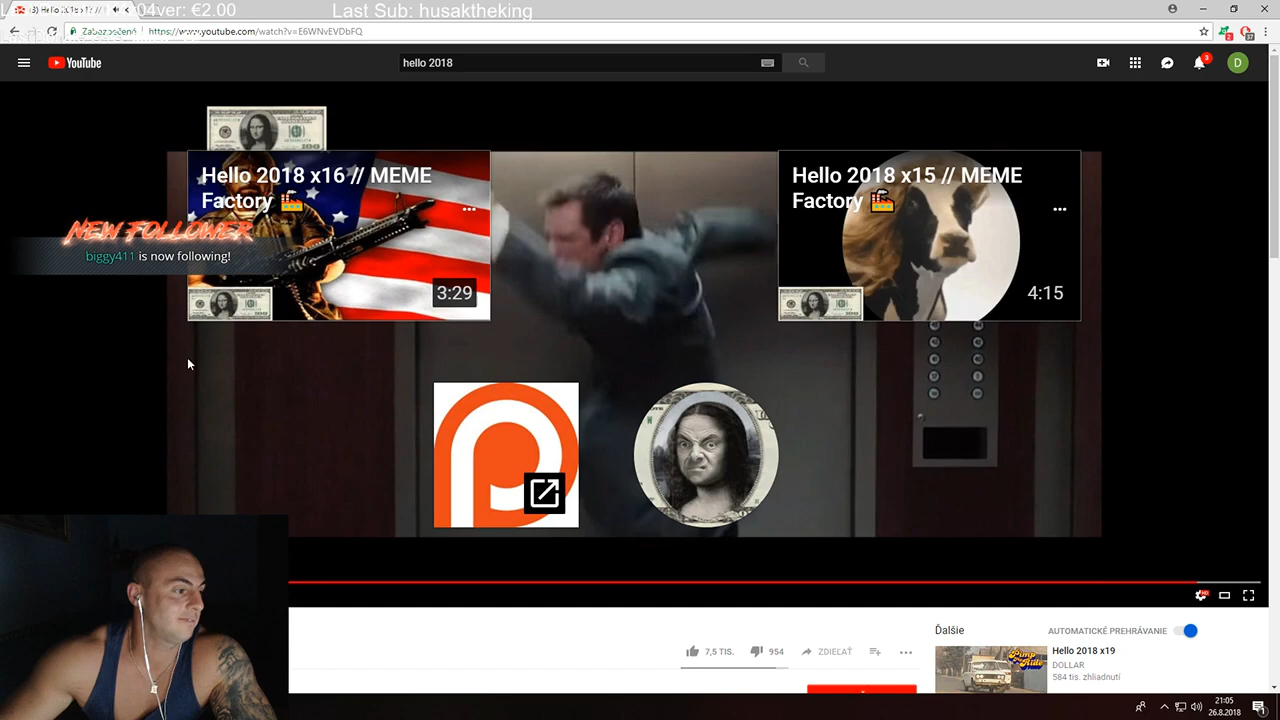 ver: €2.00
Last Sub: husaktheking
Zabezpečené
https://www.youtube.com/watch?v=E6WNvEVDbFQ
YouTube
hello 2018
3
D
Hello 2018 x16 // MEME
Factory
3:29
Hello 2018 x15 // MEME
Factory
4:15
NEW FOLLOWER
biggy411 is now following!
7,5 TIS.
954
ZDIEĽAŤ
Ďalšie
AUTOMATICKÉ PREHRÁVANIE
Hello 2018 x19
DOLLAR
584 tis. zhliadnutí
21:05
26.8.2018